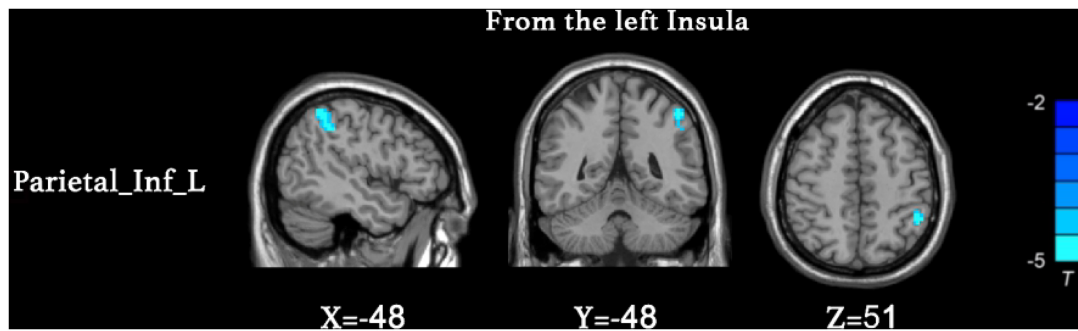 From the left Insula
Parietal_Inf_L
-2
-5
T
X=-48
Y=-48
Z=51